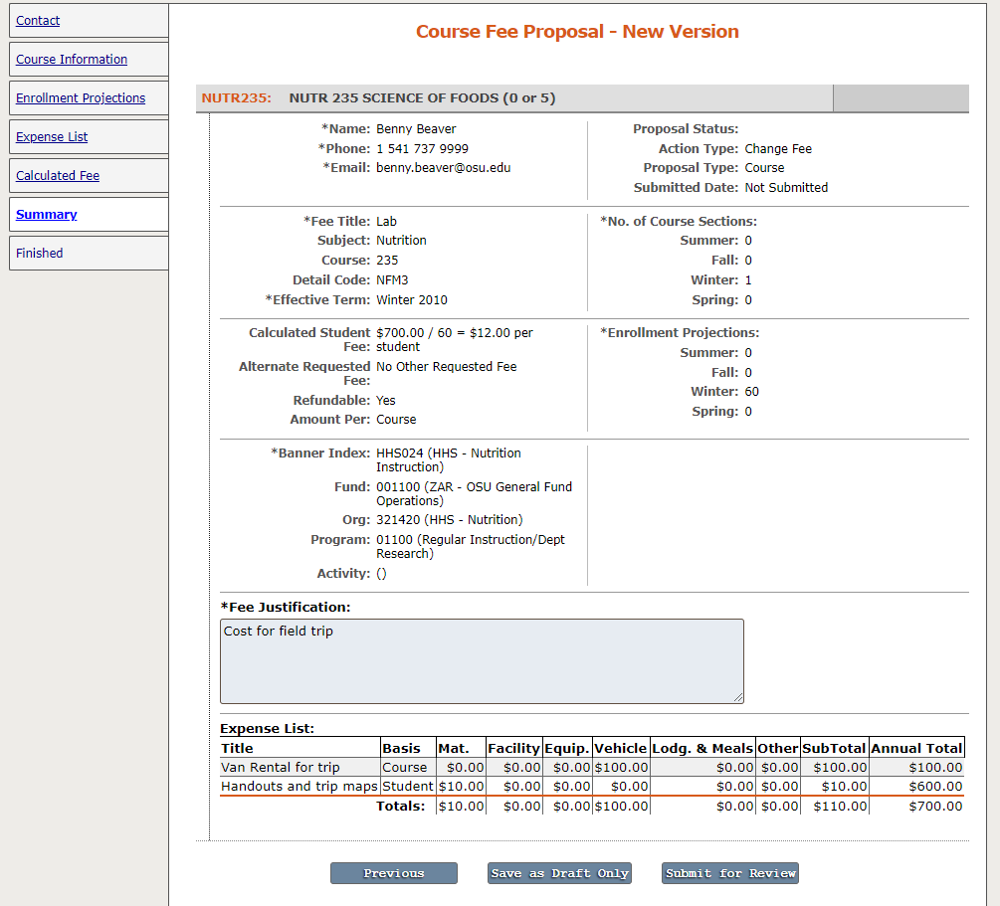 Contact
Course Information
Enrollment Projections
Expense List
Calculated Fee
Summary
Finished
Course Fee Proposal - New Version
NUTR235: NUTR 235 SCIENCE OF FOODS (0 or 5)
*Name: Benny Beaver
*Phone: 1 541 737 9999
*Email: benny.beaver@osu.edu
Proposal Status:
Action Type: Change Fee
Proposal Type: Course
Submitted Date: Not Submitted
*Fee Title: Lab
Subject: Nutrition
Course: 235
Detail Code: NFM3
*Effective Term: Winter 2010
*No. of Course Sections:
Summer: 0
Fall: 0
Winter: 1
Spring: 0
Calculated Student $700.00 / 60 = $12.00 per
Fee: student
Alternate Requested No Other Requested Fee
Fee:
Refundable: Yes
Amount Per: Course
*Enrollment Projections:
Summer: 0
Fall: 0
Winter: 60
Spring: 0
*Banner Index: HHS024 (HHS - Nutrition
Instruction)
Fund: 001100 (ZAR - OSU General Fund
Operations)
Org: 321420 (HHS - Nutrition)
Program: 01100 (Regular Instruction/Dept
Research)
Activity: ()
*Fee Justification:
Cost for field trip
Expense List:
Title Basis Mat. Facility Equip. Vehicle Lodg. & Meals Other SubTotal Annual Total
Van Rental for trip Course $0.00 $0.00 $0.00 $100.00 $0.00 $0.00 $100.00 $100.00
Handouts and trip maps Student $10.00 $0.00 $0.00 $0.00 $0.00 $0.00 $10.00 $600.00
Totals: $10.00 $0.00 $0.00 $100.00 $0.00 $0.00 $110.00 $700.00
Previous Save as Draft Only Submit for Review